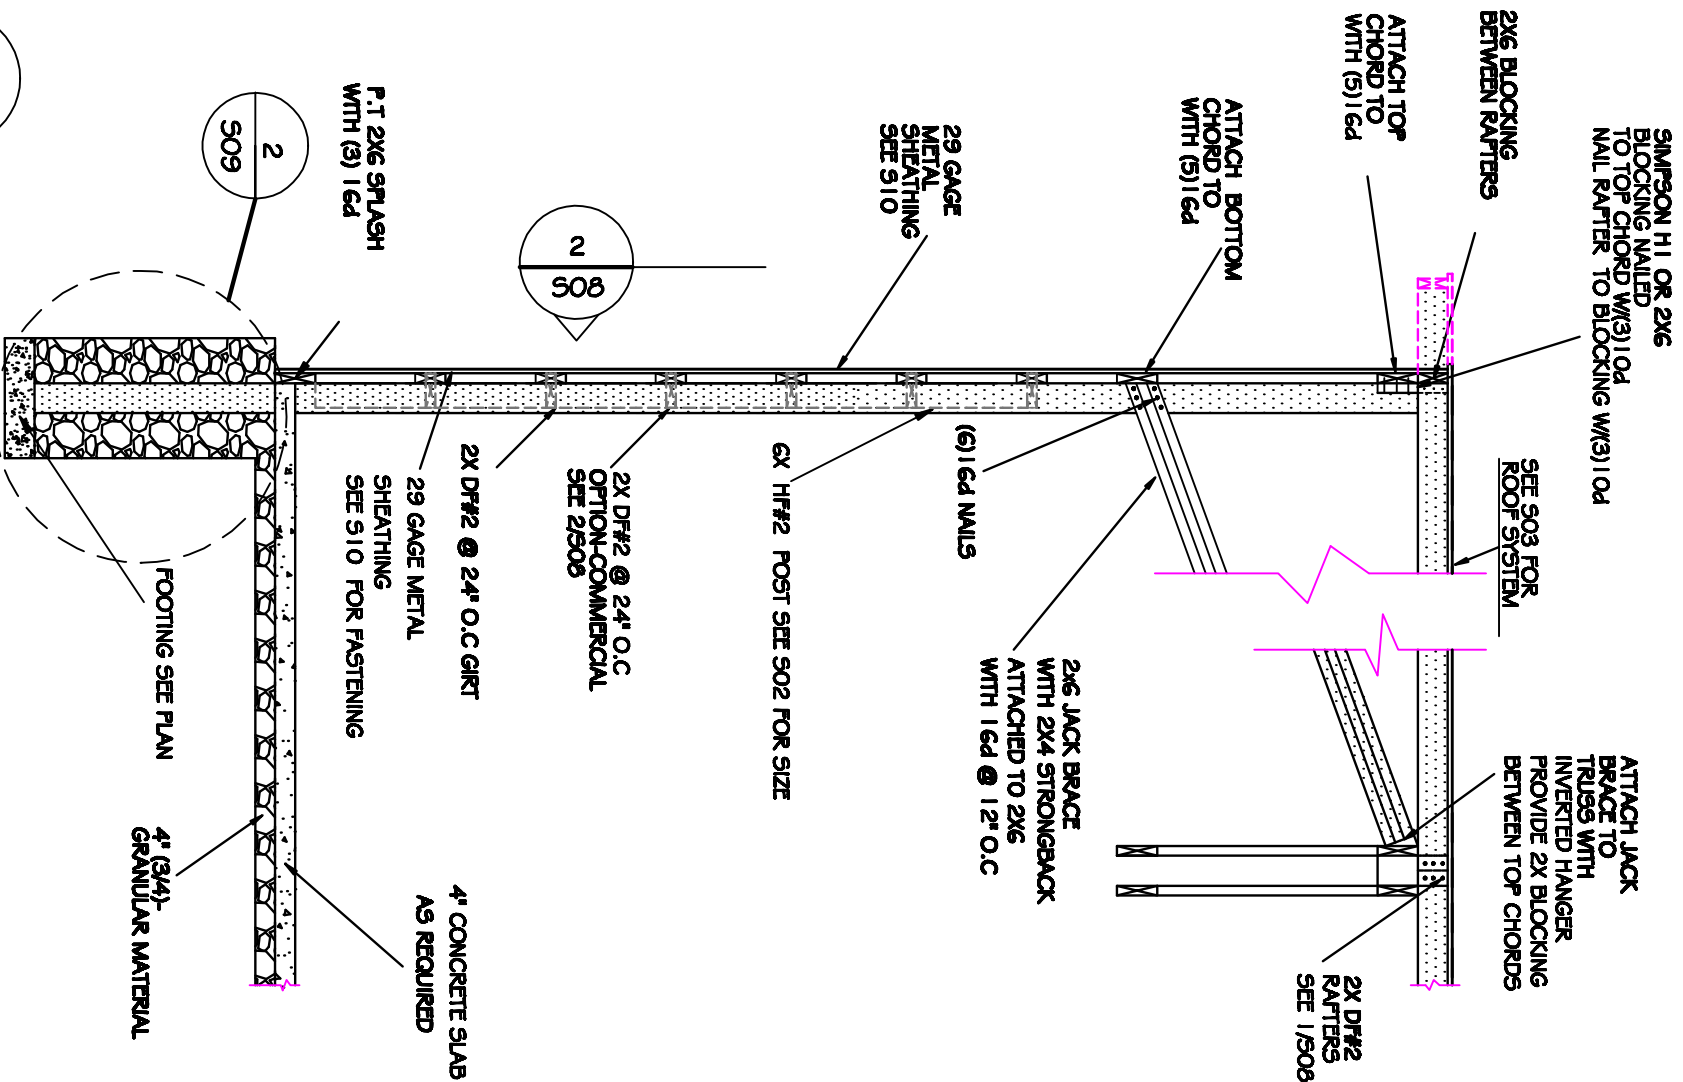 SIMPSON H1 OR 2X6
BLOCKING NAILED
TO TOP CHORD W/(3)10d
NAIL RAFTER TO BLOCKING W/(3)10d
2X6 BLOCKING
BETWEEN RAFTERS
ATTACH TOP
CHORD TO
WITH (5)16d
ATTACH BOTTOM
CHORD TO
WITH (5)16d
29 GAGE
METAL
SHEATHING
SEE S10
2
S08
P.T 2X6 SPLASH
WITH (3) 16d
2
S09
SEE S03 FOR
ROOF SYSTEM
(6)16d NAILS
6X HF#2 POST SEE S02 FOR SIZE
2X DF#2 @ 24" O.C
OPTION-COMMERCIAL
SEE 2/S08
2X DF#2 @ 24" O.C GIRT
29 GAGE METAL
SHEATHING
SEE S10 FOR FASTENING
FOOTING SEE PLAN
ATTACH JACK
BRACE TO
TRUSS WITH
INVERTED HANGER
PROVIDE 2X BLOCKING
BETWEEN TOP CHORDS
2X6 JACK BRACE
WITH 2X4 STRONGBACK
ATTACHED TO 2X6
WITH 16d @ 12" O.C
2X DF#2
RAFTERS
SEE 1/S08
4" CONCRETE SLAB
AS REQUIRED
4" (3/4)-
GRANULAR MATERIAL